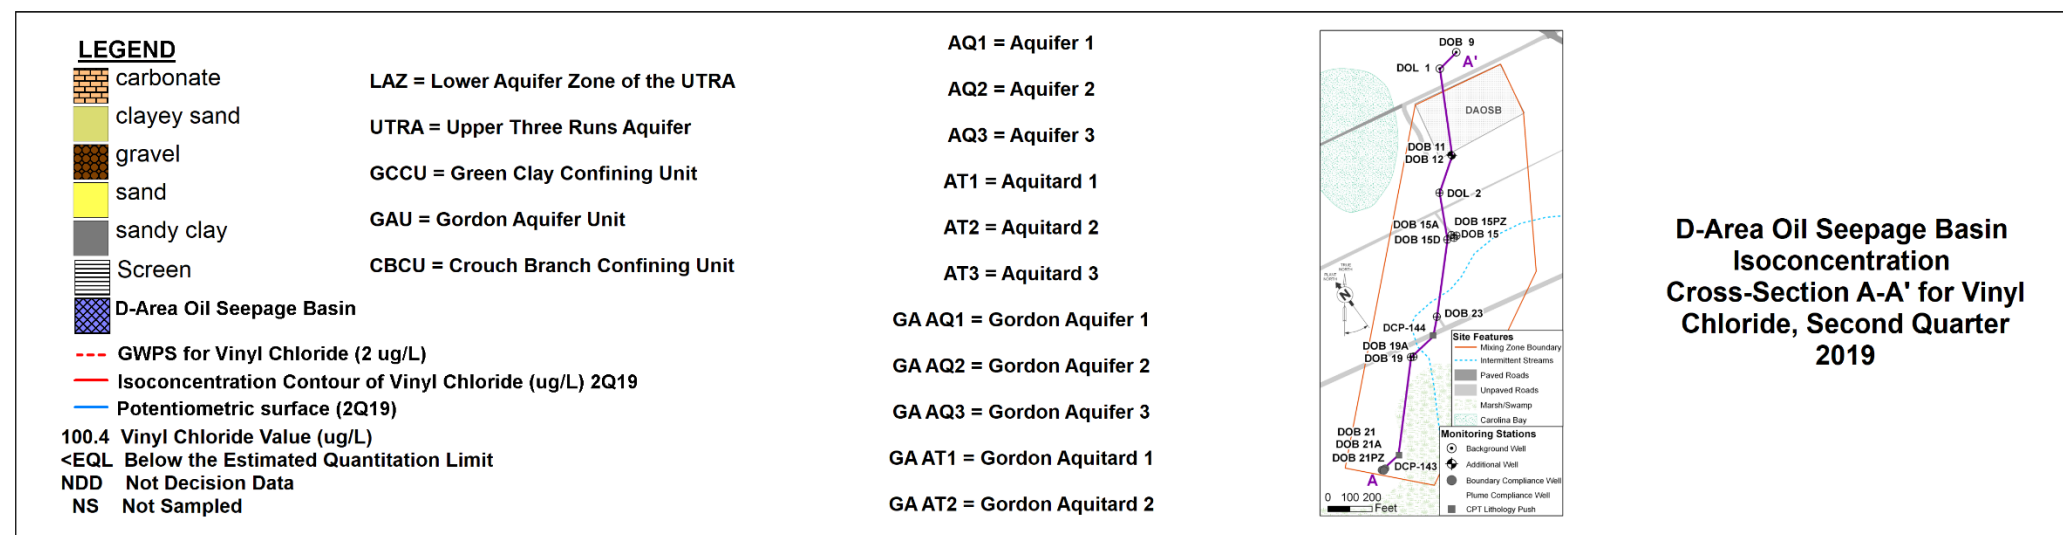 LEGEND
carbonate
clayey sand
gravel
sand
sandy clay
Screen
D-Area Oil Seepage Basin
GWPS for Vinyl Chloride (2 ug/L)
Isoconcentration Contour of Vinyl Chloride (ug/L) 2Q19
Potentiometric surface (2Q19)
100.4 Vinyl Chloride Value (ug/L)
<EQL Below the Estimated Quantitation Limit
NDD Not Decision Data
NS Not Sampled
LAZ = Lower Aquifer Zone of the UTRA
UTRA = Upper Three Runs Aquifer
GCCU = Green Clay Confining Unit
GAU = Gordon Aquifer Unit
CBCU = Crouch Branch Confining Unit
AQ1 = Aquifer 1
AQ2 = Aquifer 2
AQ3 = Aquifer 3
AT1 = Aquitard 1
AT2 = Aquitard 2
AT3 = Aquitard 3
GA AQ1 = Gordon Aquifer 1
GA AQ2 = Gordon Aquifer 2
GA AQ3 = Gordon Aquifer 3
GA AT1 = Gordon Aquitard 1
GA AT2 = Gordon Aquitard 2
DOB 9
A'
DOL 1
DAOSB
DOB 11
DOB 12
DOL 2
DOB 15A
DOB 15PZ
DOB 15
DOB 15D
TRUE NORTH
PLANT NORTH
N
DOB 23
DCP-144
DOB 19A
DOB 19
DOB 21
DOB 21A
DOB 21PZ
DCP-143
A
0 100 200
Feet
Site Features
Mixing Zone Boundary
Intermittent Streams
Paved Roads
Unpaved Roads
Marsh/Swamp
Carolina Bay
Monitoring Stations
Background Well
Additional Well
Boundary Compliance Well
Plume Compliance Well
CPT Lithology Push
D-Area Oil Seepage Basin
Isoconcentration
Cross-Section A-A' for Vinyl
Chloride, Second Quarter
2019